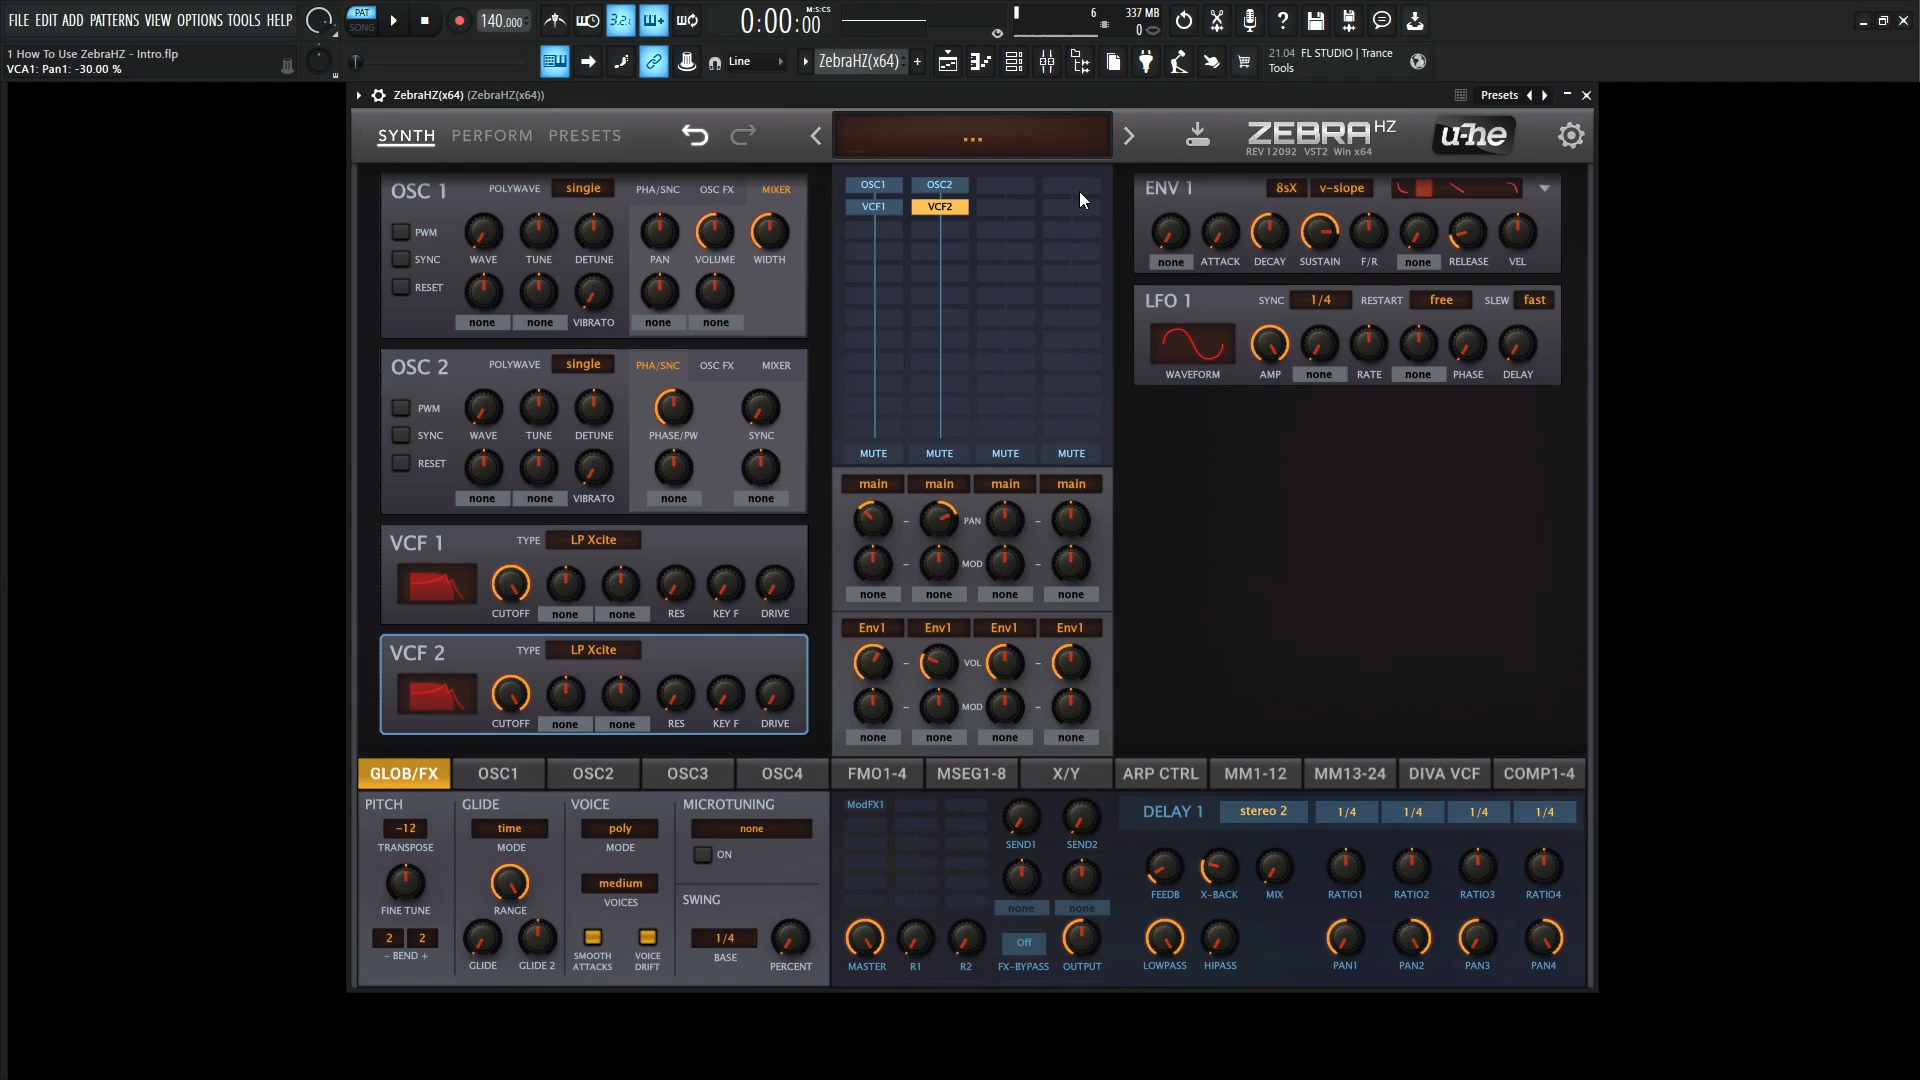 FILE EDIT ADD PATTERNS VIEW OPTIONS TOOLS HELP
PAT
SONG
140.000
3.2.
0:00:00
M:S:CS
6
337 MB
0
1 How To Use ZebraHZ - Intro.flp
VCA1: Pan1: -30.00 %
Line
ZebraHZ(x64)
+
21.04 FL STUDIO | Trance
Tools
ZebraHZ(x64) (ZebraHZ(x64))
Presets
SYNTH PERFORM PRESETS
...
ZEBRA HZ
REV 12092 VST2 Win x64
u-he
OSC 1
POLYWAVE single
PHA/SNC OSC FX MIXER
PWM
SYNC
RESET
WAVE TUNE DETUNE PAN VOLUME WIDTH
none none VIBRATO none none
OSC 2
POLYWAVE single
PHA/SNC OSC FX MIXER
PWM
SYNC
RESET
WAVE TUNE DETUNE PHASE/PW SYNC
none none VIBRATO none none
VCF 1
TYPE LP Xcite
CUTOFF none none RES KEY F DRIVE
VCF 2
TYPE LP Xcite
CUTOFF none none RES KEY F DRIVE
OSC1 OSC2
VCF1 VCF2
MUTE MUTE MUTE MUTE
main main main main
PAN
MOD
none none none none
Env1 Env1 Env1 Env1
VOL
MOD
none none none none
ENV 1
8sX v-slope
none ATTACK DECAY SUSTAIN F/R none RELEASE VEL
LFO 1
SYNC 1/4 RESTART free SLEW fast
WAVEFORM AMP none RATE none PHASE DELAY
GLOB/FX OSC1 OSC2 OSC3 OSC4 FMO1-4 MSEG1-8 X/Y ARP CTRL MM1-12 MM13-24 DIVA VCF COMP1-4
PITCH
-12
TRANSPOSE
FINE TUNE
2 2
- BEND +
GLIDE
time
MODE
RANGE
GLIDE GLIDE 2
VOICE
poly
MODE
medium
VOICES
SMOOTH
ATTACKS
VOICE
DRIFT
MICROTUNING
none
ON
SWING
1/4
BASE
PERCENT
ModFX1
SEND1 SEND2
none none
Off
MASTER R1 R2 FX-BYPASS OUTPUT
DELAY 1 stereo 2 1/4 1/4 1/4 1/4
FEEDB X-BACK MIX RATIO1 RATIO2 RATIO3 RATIO4
LOWPASS HIPASS PAN1 PAN2 PAN3 PAN4